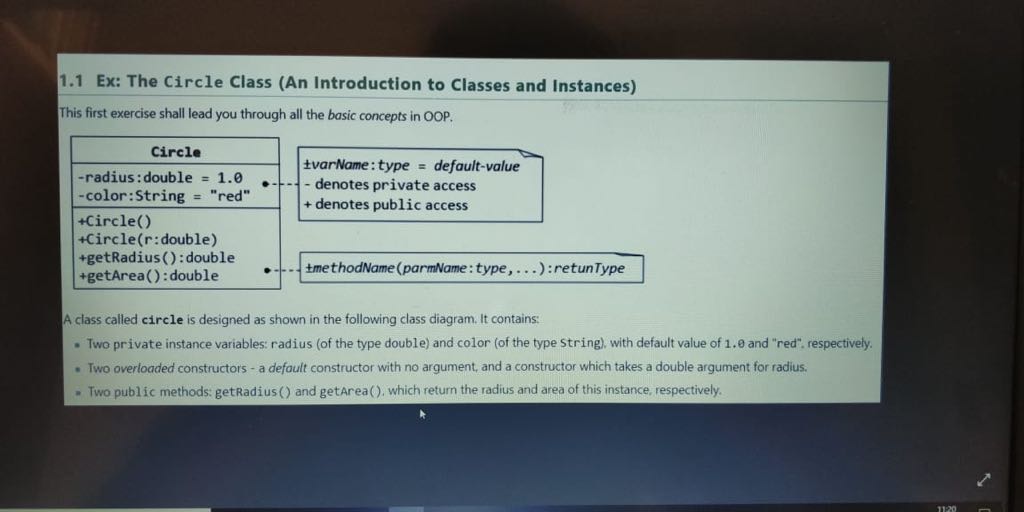 1.1 Ex: The Circle Class (An Introduction to Classes and Instances)
This first exercise shall lead you through all the basic concepts in OOP.
Circle
-radius:double = 1.0
-color:String = "red"
+Circle()
+Circle(r:double)
+getRadius():double
+getArea():double
±varName:type = default-value
- denotes private access
+ denotes public access
±methodName(parmName:type,...):retunType
A class called circle is designed as shown in the following class diagram. It contains:
Two private instance variables: radius (of the type double) and color (of the type String), with default value of 1.0 and "red", respectively.
Two overloaded constructors - a default constructor with no argument, and a constructor which takes a double argument for radius.
Two public methods: getRadius() and getArea(), which return the radius and area of this instance, respectively.
11:20